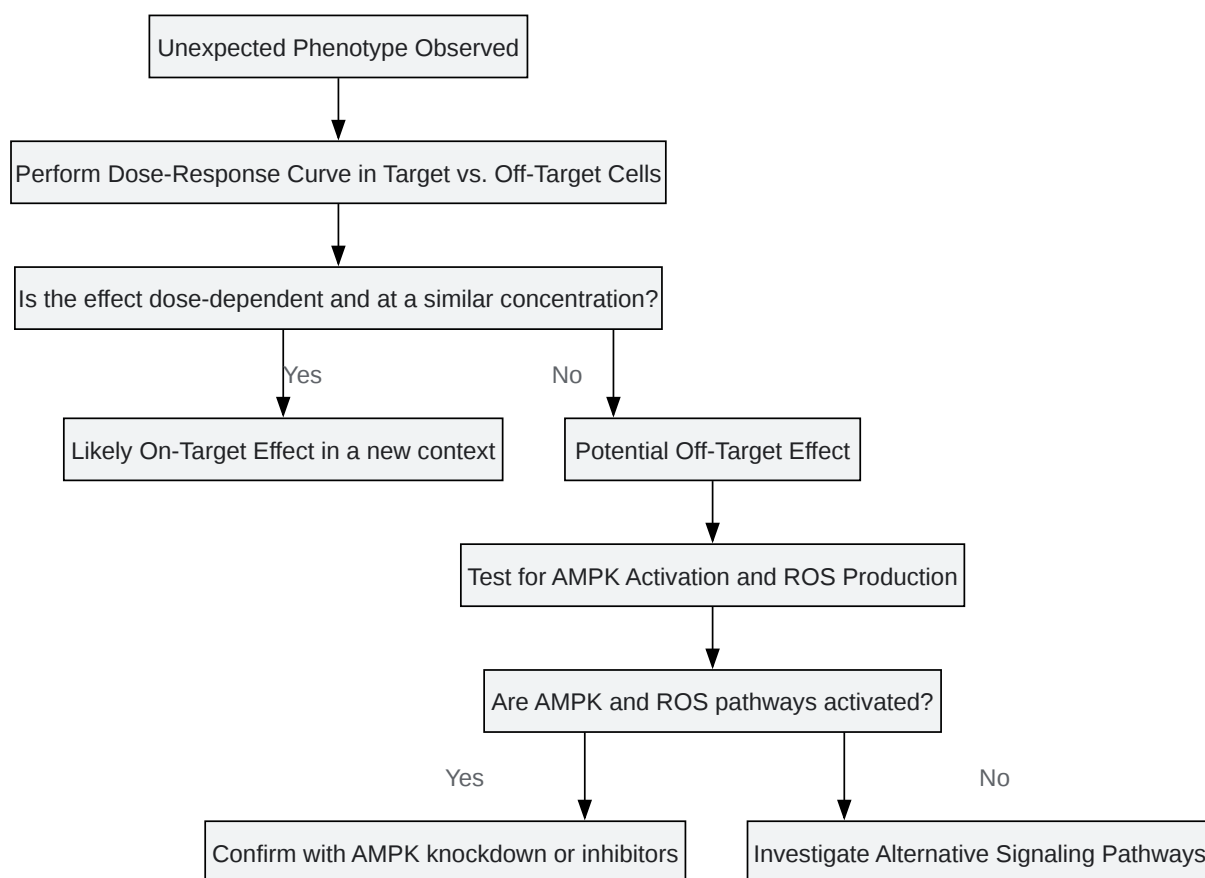 Unexpected Phenotype Observed
Perform Dose-Response Curve in Target vs. Off-Target Cells
Is the effect dose-dependent and at a similar concentration?
Yes
No
Likely On-Target Effect in a new context
Potential Off-Target Effect
Test for AMPK Activation and ROS Production
Are AMPK and ROS pathways activated?
Yes
No
Confirm with AMPK knockdown or inhibitors
Investigate Alternative Signaling Pathways